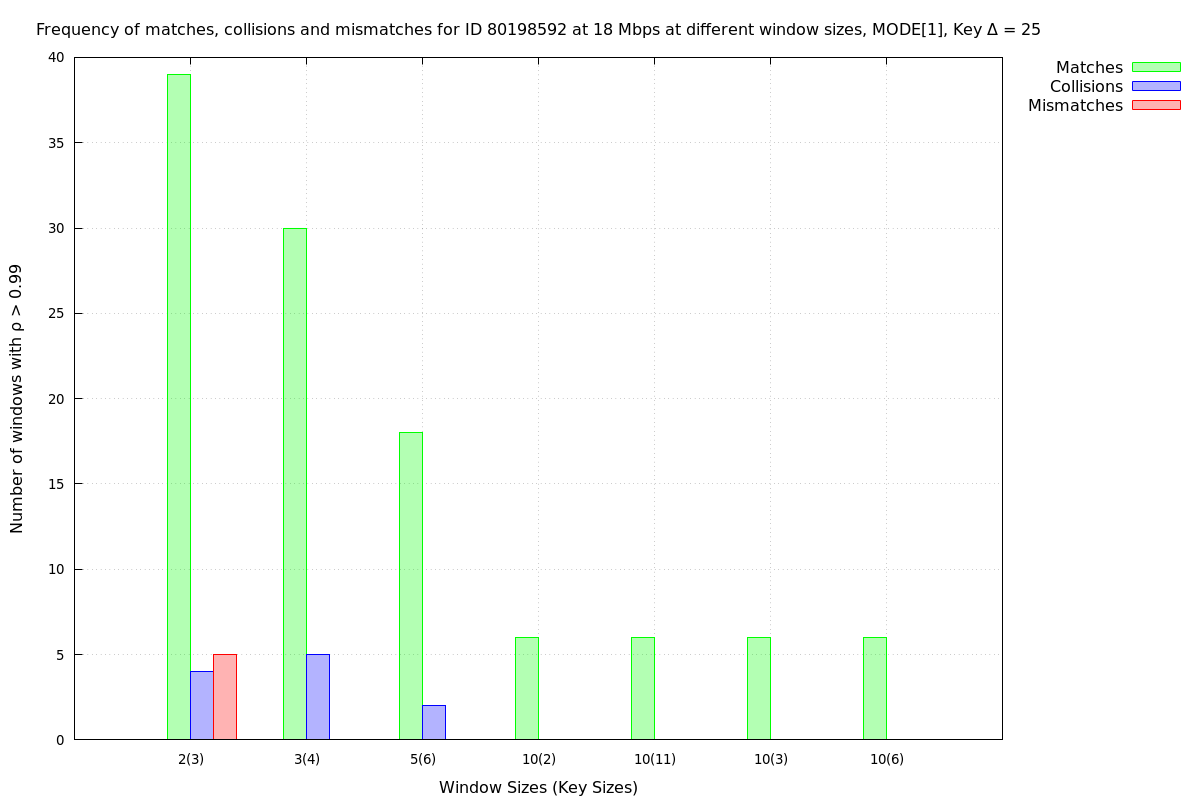 Frequency of matches, collisions and mismatches for ID 80198592 at 18 Mbps at different window sizes, MODE[1], Key Δ = 25
Matches
Collisions
Mismatches
Number of windows with ρ > 0.99
40
35
30
25
20
15
10
5
0
2(3) 3(4) 5(6) 10(2) 10(11) 10(3) 10(6)
Window Sizes (Key Sizes)